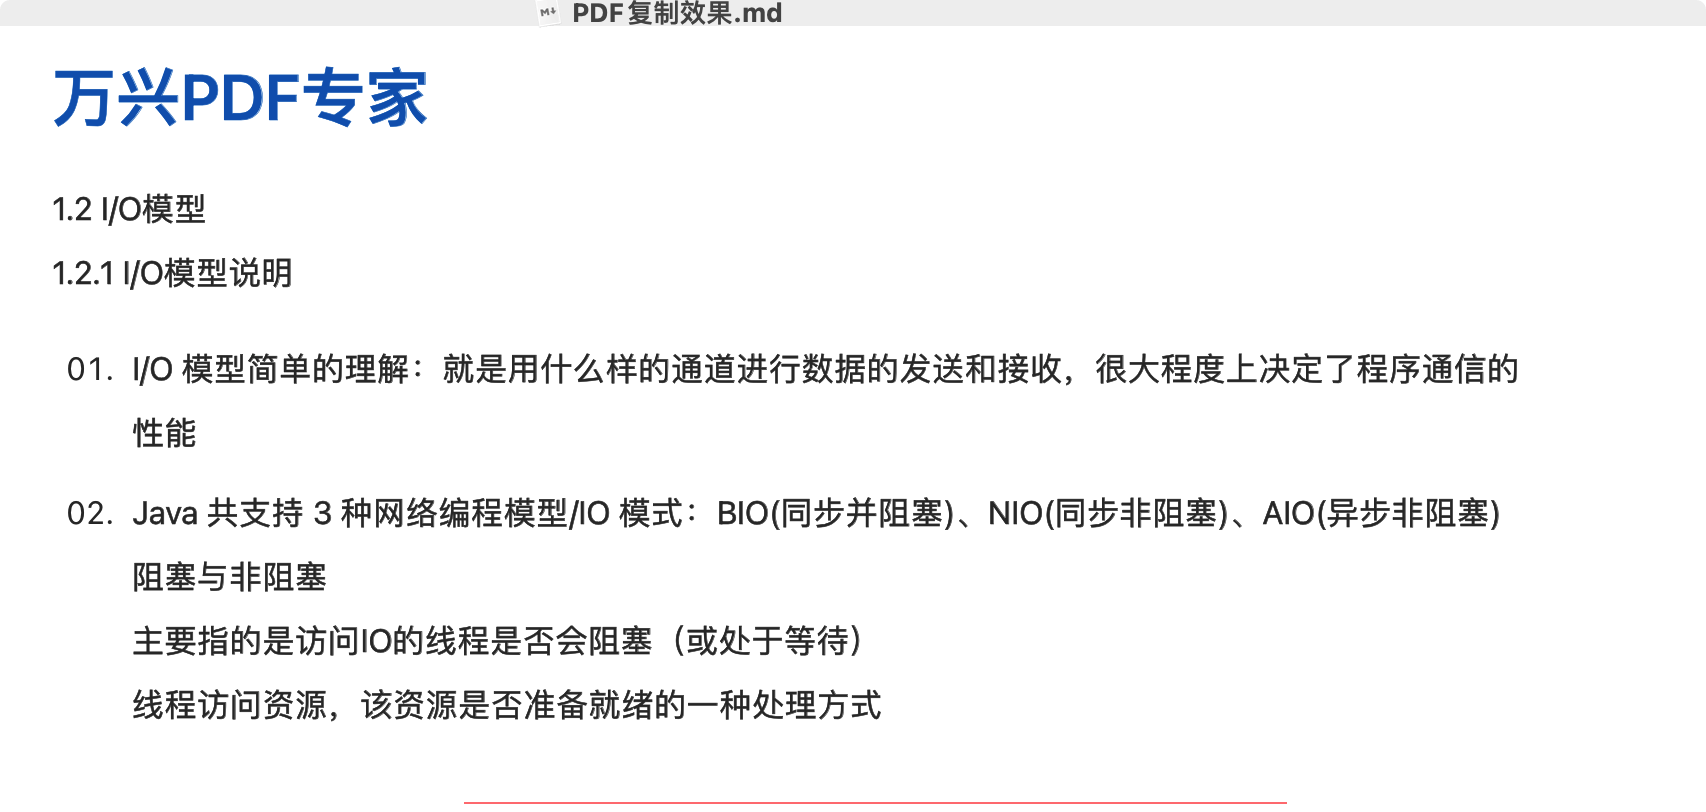 PDF复制效果.md
万兴PDF专家
1.2 I/O模型
1.2.1 I/O模型说明
01. I/O 模型简单的理解：就是用什么样的通道进行数据的发送和接收，很大程度上决定了程序通信的
性能
02. Java 共支持 3 种网络编程模型/IO 模式：BIO(同步并阻塞)、NIO(同步非阻塞)、AIO(异步非阻塞)
阻塞与非阻塞
主要指的是访问IO的线程是否会阻塞（或处于等待）
线程访问资源，该资源是否准备就绪的一种处理方式